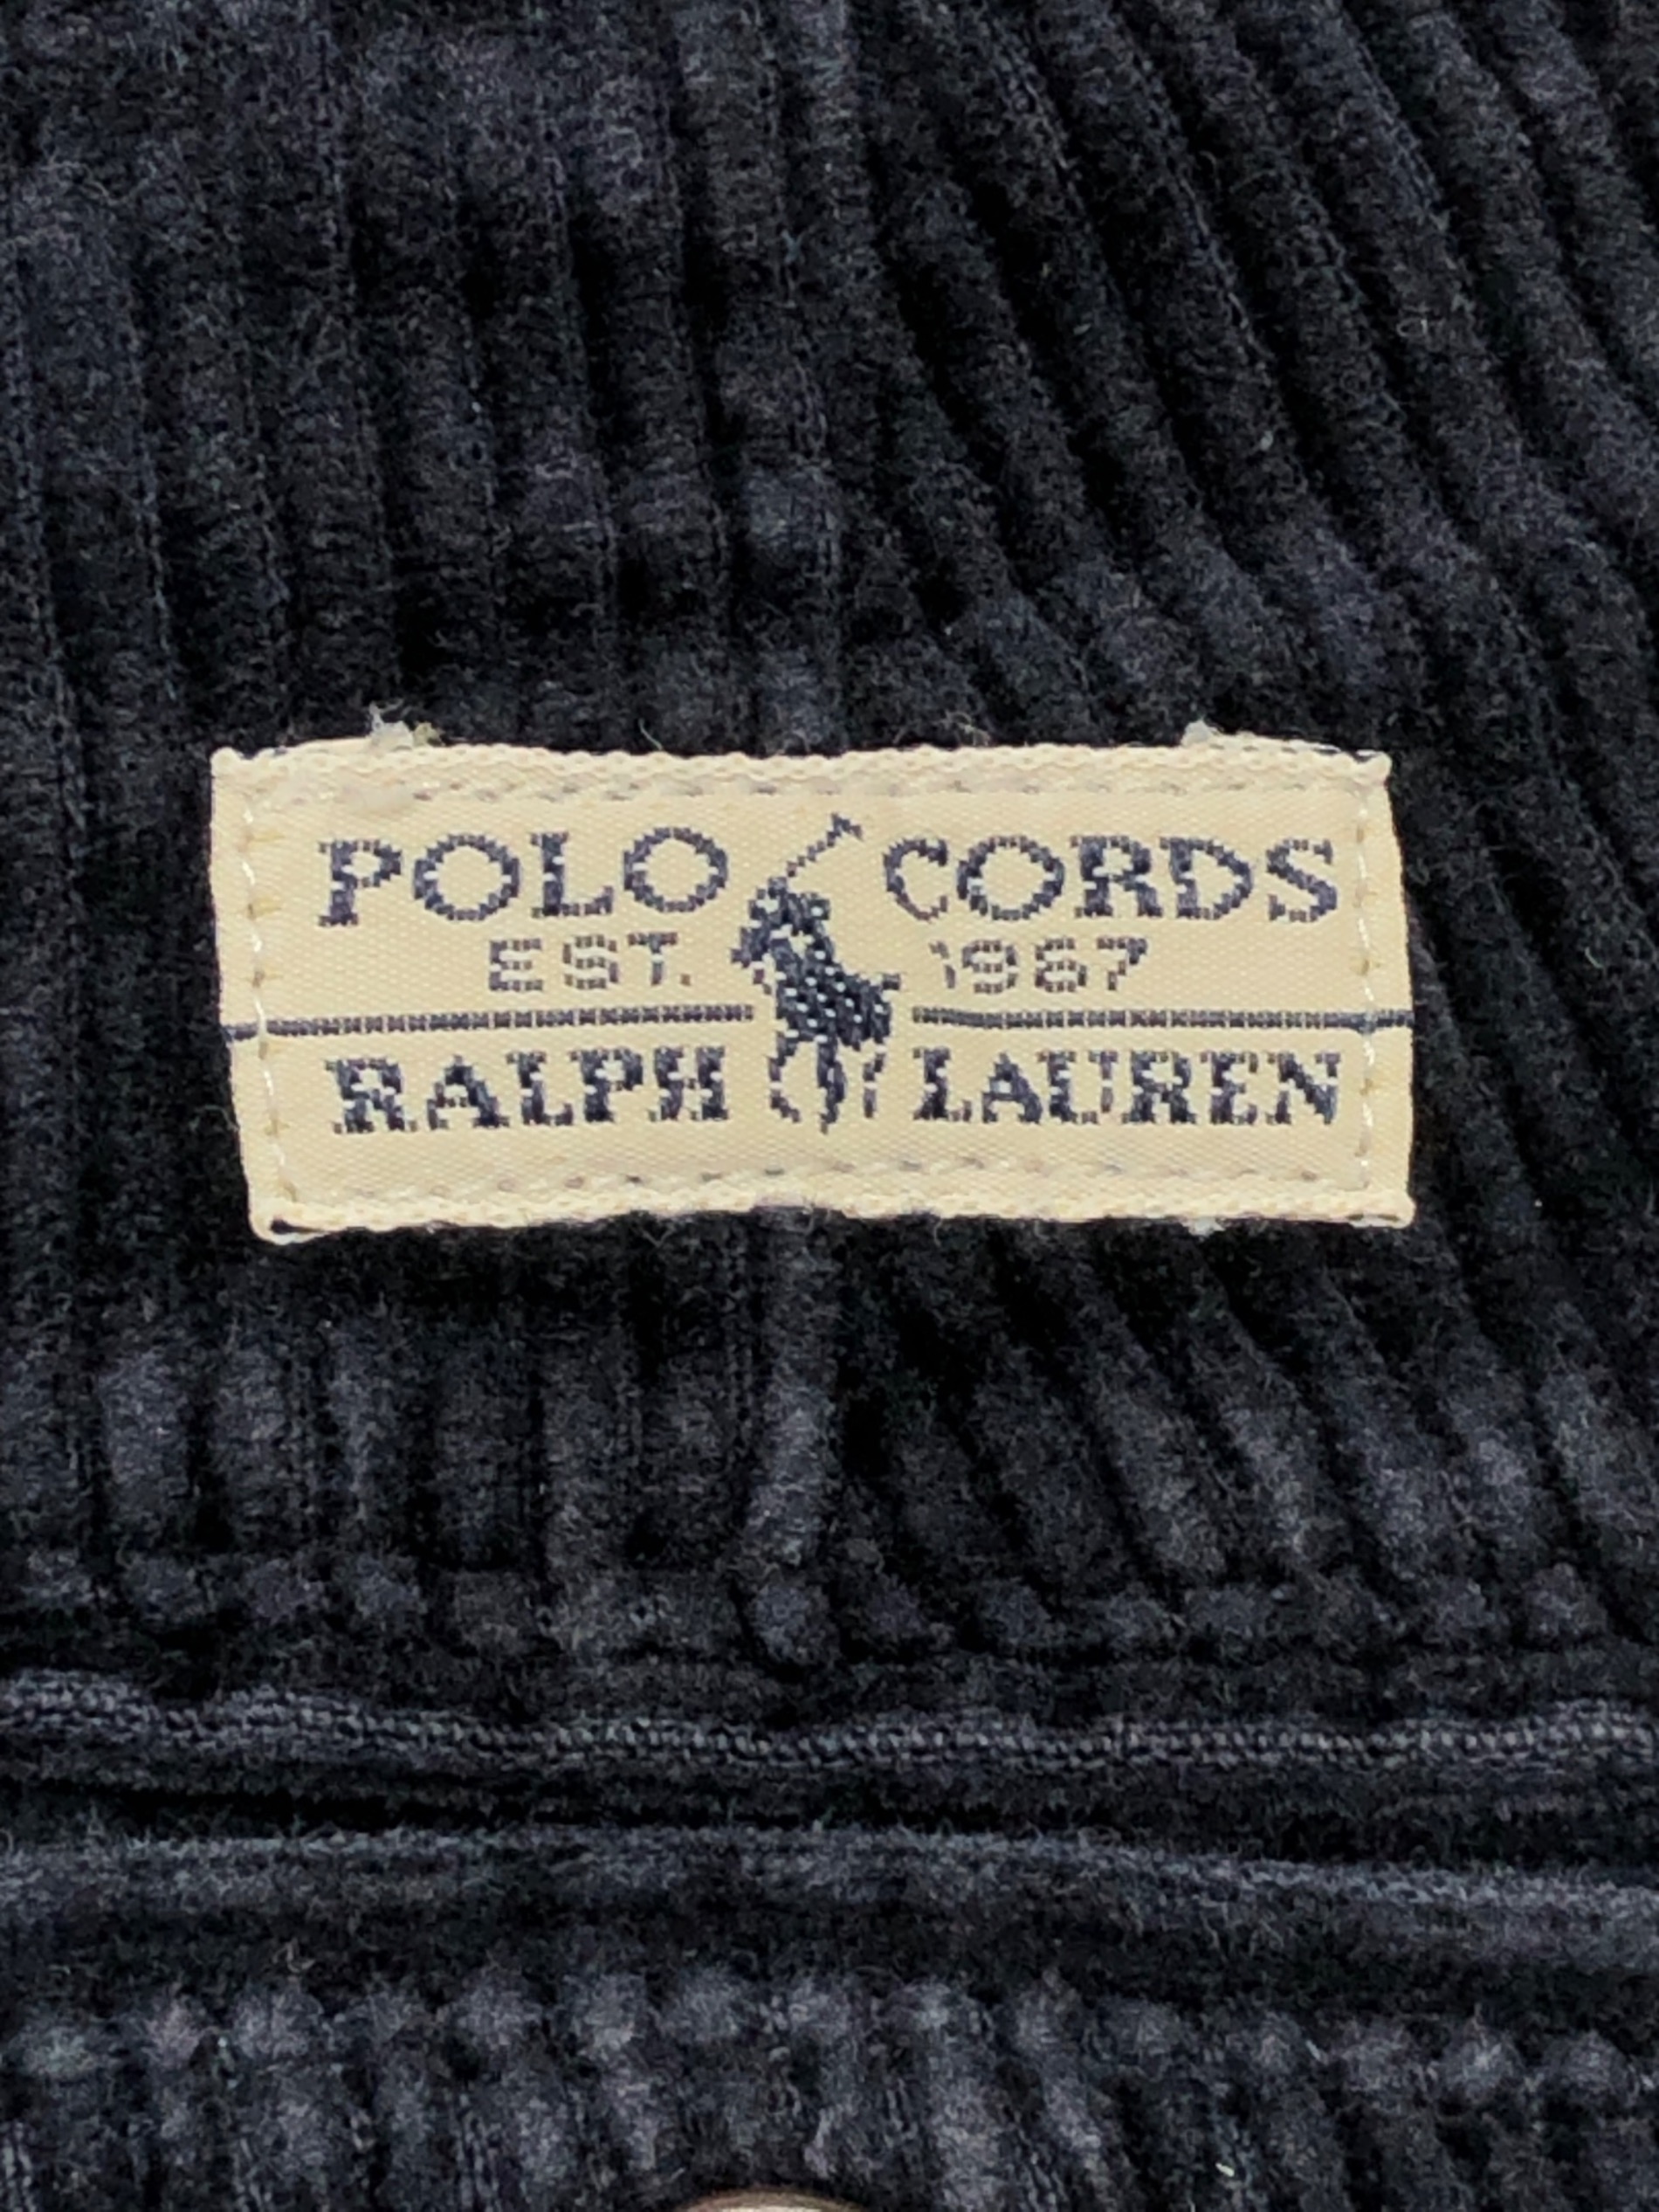 POLO CORDS
EST. 1967
RALPH LAUREN